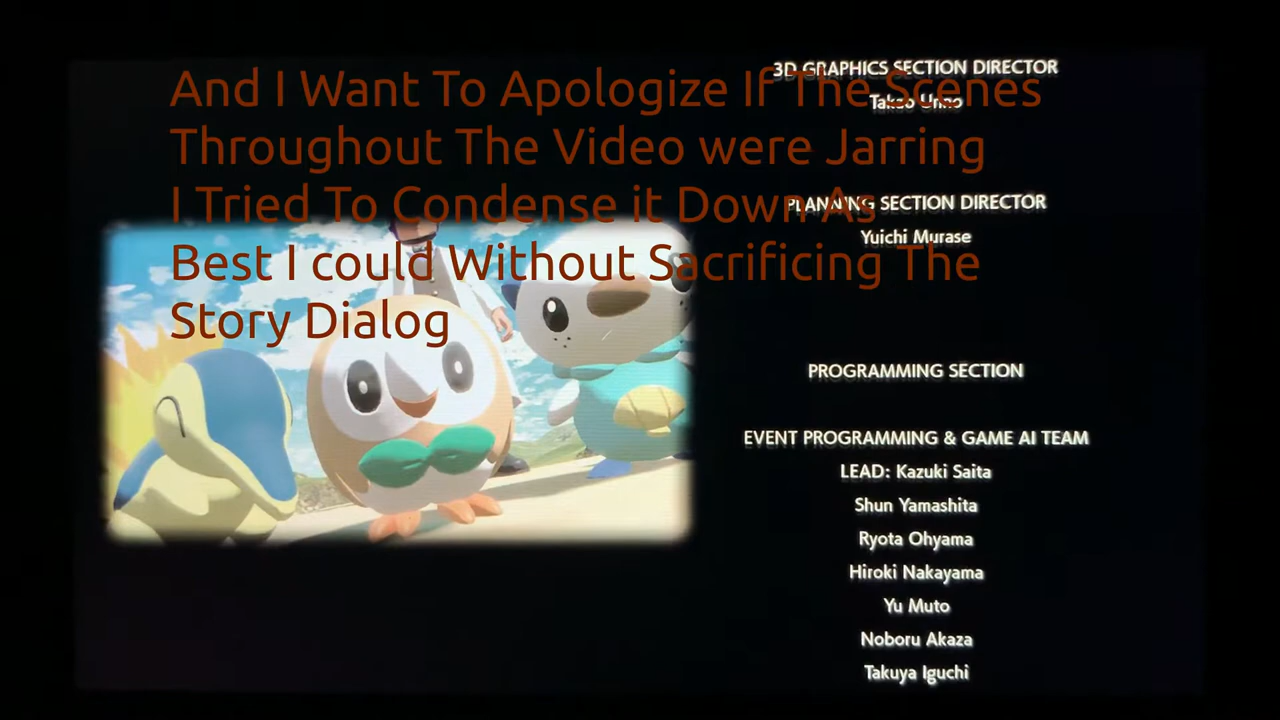 And I Want To Apologize If The Scenes
Throughout The Video were Jarring
I Tried To Condense it Down As
Best I could Without Sacrificing The
Story Dialog
3D GRAPHICS SECTION DIRECTOR
Takao Unno
PLANNING SECTION DIRECTOR
Yuichi Murase
PROGRAMMING SECTION
EVENT PROGRAMMING & GAME AI TEAM
LEAD: Kazuki Saita
Shun Yamashita
Ryota Ohyama
Hiroki Nakayama
Yu Muto
Noboru Akaza
Takuya Iguchi